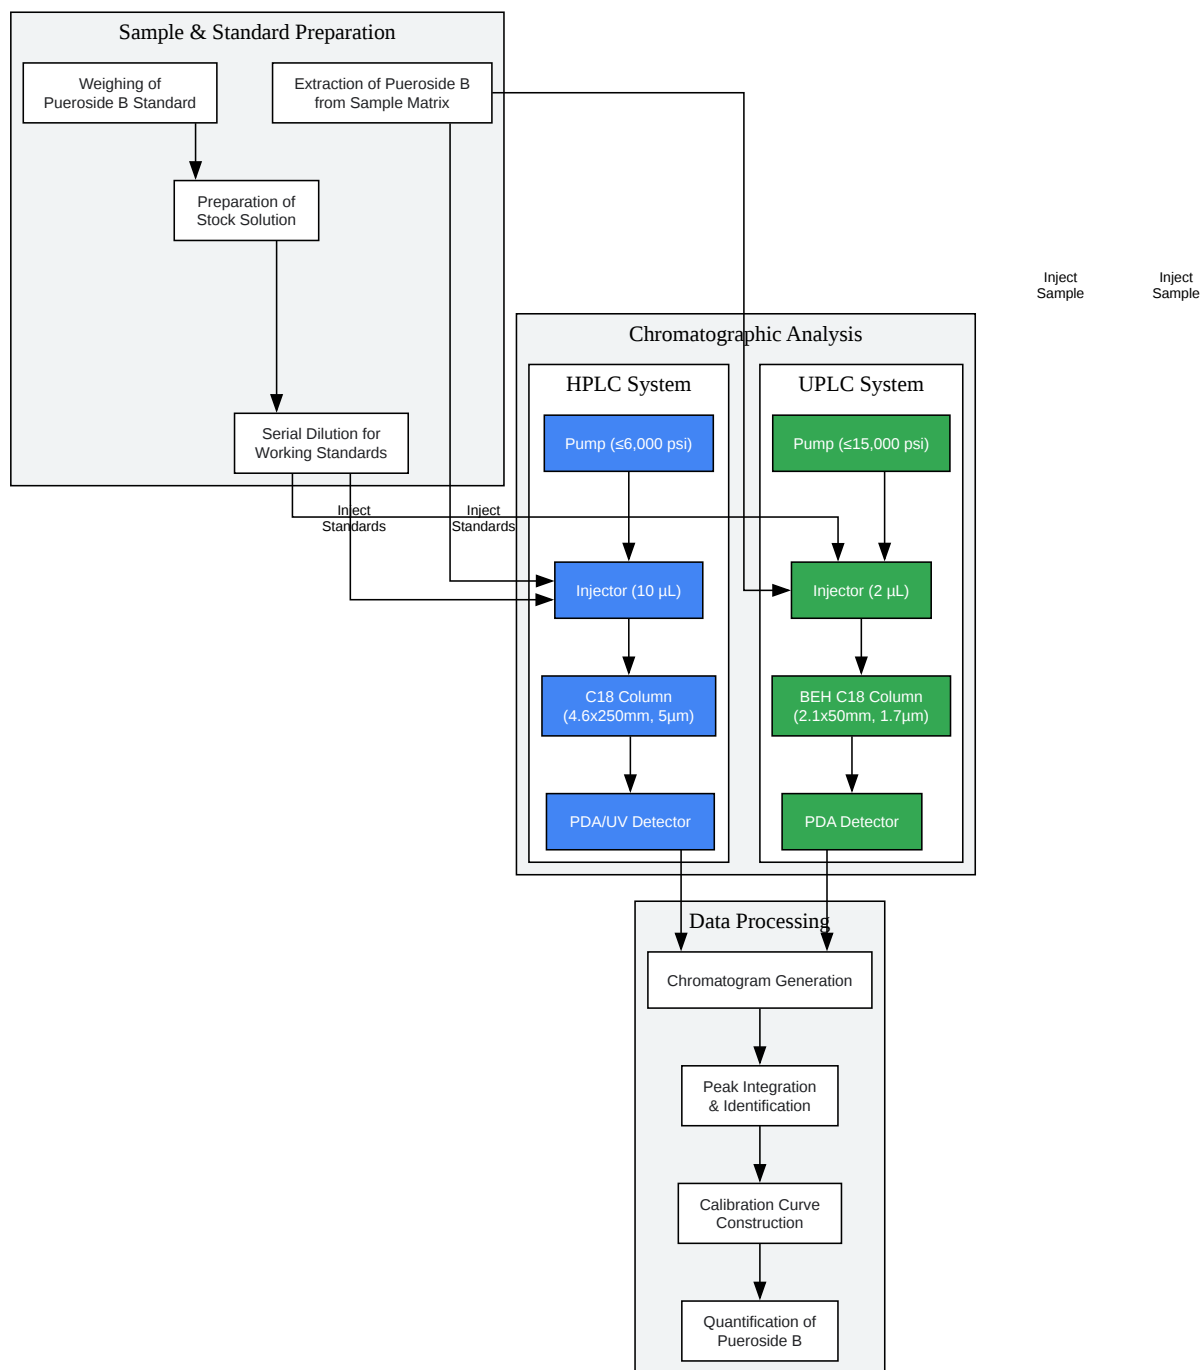 Sample & Standard Preparation
Weighing of
Pueroside B Standard
Extraction of Pueroside B
from Sample Matrix
Preparation of
Stock Solution
Inject
Sample
Inject
Sample
Chromatographic Analysis
HPLC System
UPLC System
Serial Dilution for
Working Standards
Pump (≤6,000 psi)
Pump (≤15,000 psi)
Inject
Standards
Inject
Standards
Injector (10 µL)
Injector (2 µL)
C18 Column
(4.6x250mm, 5µm)
BEH C18 Column
(2.1x50mm, 1.7µm)
PDA/UV Detector
PDA Detector
Data Processing
Chromatogram Generation
Peak Integration
& Identification
Calibration Curve
Construction
Quantification of
Pueroside B